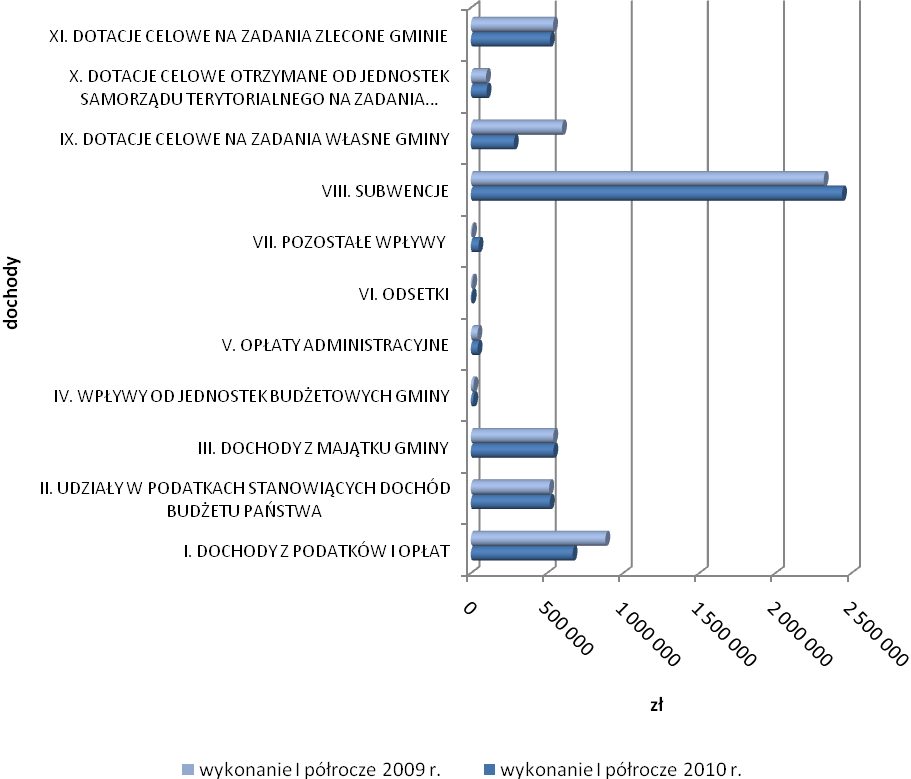 XI. DOTACJE CELOWE NA ZADANIA ZLECONE GMINIE
X. DOTACJE CELOWE OTRZYMANE OD JEDNOSTEK
SAMORZĄDU TERYTORIALNEGO NA ZADANIA...
IX. DOTACJE CELOWE NA ZADANIA WŁASNE GMINY
VIII. SUBWENCJE
VII. POZOSTAŁE WPŁYWY
VI. ODSETKI
V. OPŁATY ADMINISTRACYJNE
IV. WPŁYWY OD JEDNOSTEK BUDŻETOWYCH GMINY
III. DOCHODY Z MAJĄTKU GMINY
II. UDZIAŁY W PODATKACH STANOWIĄCYCH DOCHÓD
BUDŻETU PAŃSTWA
I. DOCHODY Z PODATKÓW I OPŁAT
dochody
0
500 000
1 000 000
1 500 000
2 000 000
2 500 000
zł
wykonanie I półrocze 2009 r.
wykonanie I półrocze 2010 r.